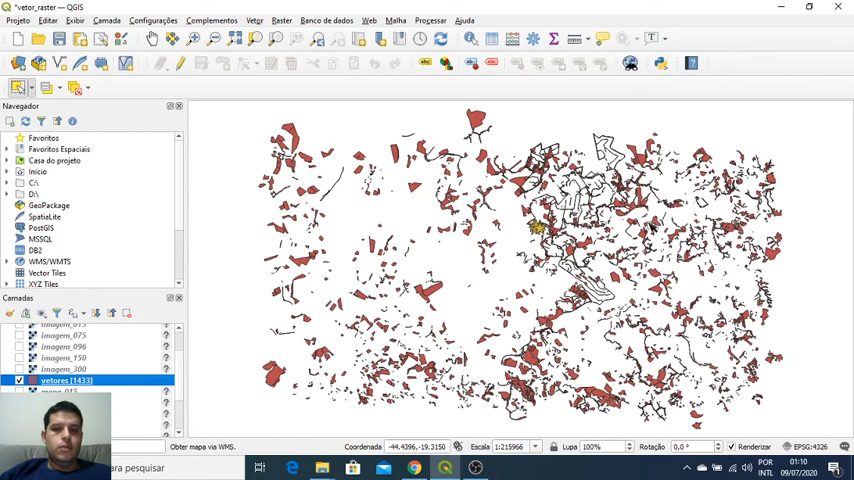 *vetor_raster — QGIS
Projeto Editar Exibir Camada Configurações Complementos Vetor Raster Banco de dados Web Malha Processar Ajuda
Navegador
Favoritos
Favoritos Espaciais
Casa do projeto
Início
C:\
D:\
GeoPackage
SpatiaLite
PostGIS
MSSQL
DB2
WMS/WMTS
Vector Tiles
XYZ Tiles
Camadas
imagem_015
imagem_075
imagem_096
imagem_150
imagem_300
vetores [1433]
mapa_015
Obter mapa via WMS.
Coordenada -44.4396,-19.3150 Escala 1:215966 Lupa 100% Rotação 0,0 ° Renderizar EPSG:4326
para pesquisar
POR
INTL
01:10
09/07/2020